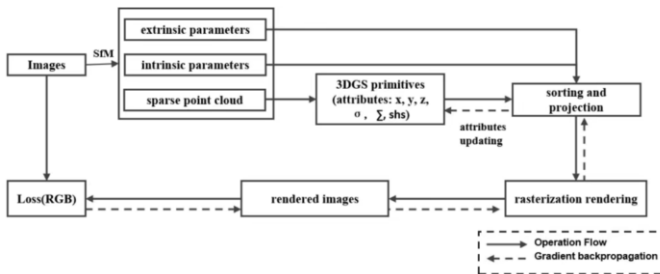 extrinsic parameters
SfM
Images
intrinsic parameters
sparse point cloud
3DGS primitives
(attributes: x, y, z,
σ , ∑, shs)
sorting and
projection
attributes
updating
Loss(RGB)
rendered images
rasterization rendering
Operation Flow
Gradient backpropagation